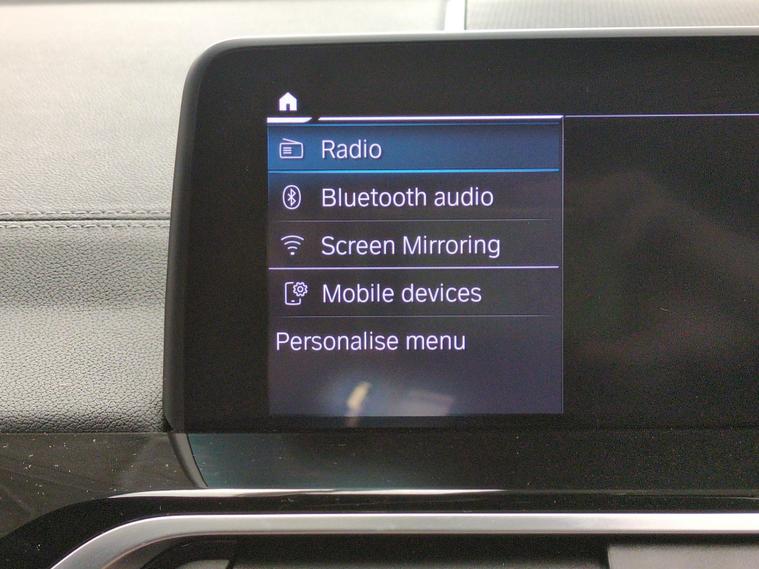 Radio
Bluetooth audio
Screen Mirroring
Mobile devices
Personalise menu